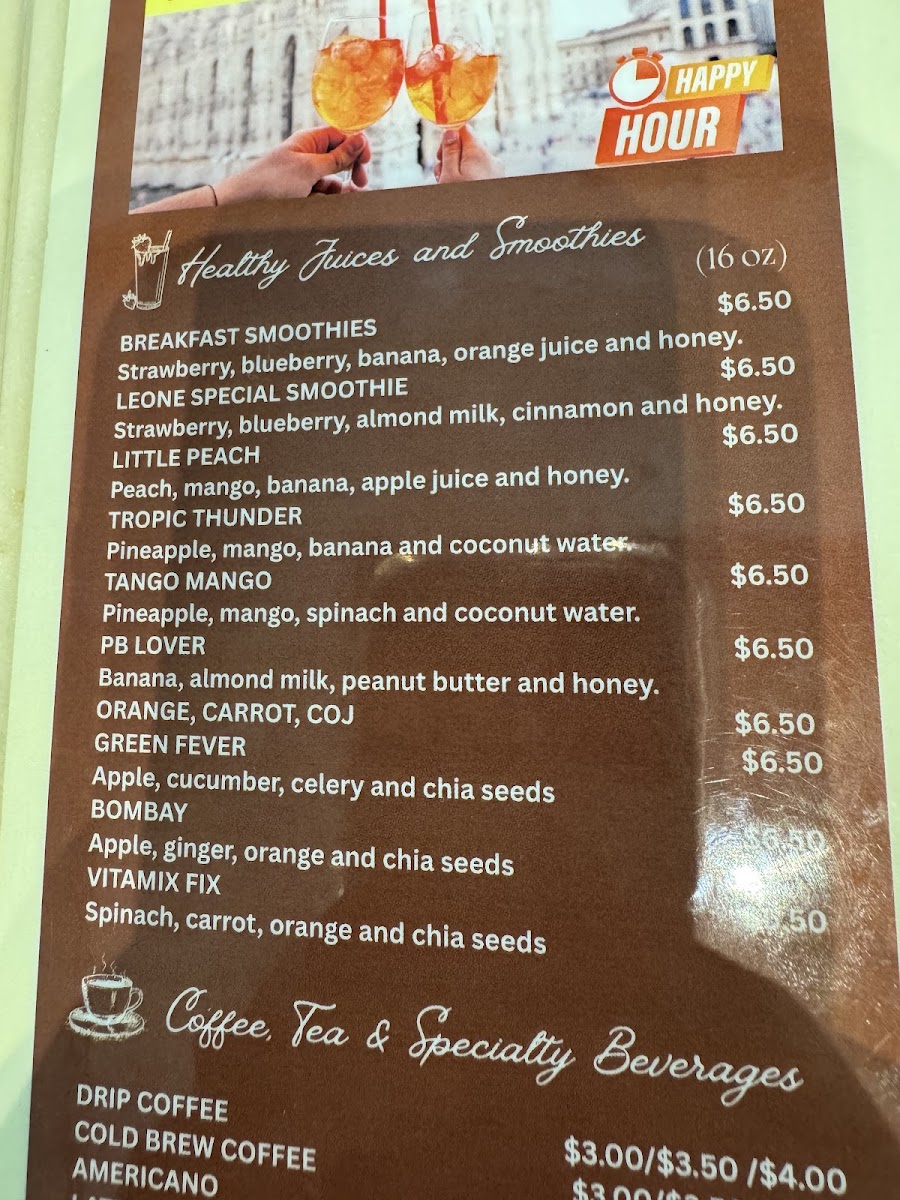 HAPPY
HOUR
Healthy Juices and Smoothies (16 oz)
BREAKFAST SMOOTHIES $6.50
Strawberry, blueberry, banana, orange juice and honey.
LEONE SPECIAL SMOOTHIE $6.50
Strawberry, blueberry, almond milk, cinnamon and honey.
LITTLE PEACH $6.50
Peach, mango, banana, apple juice and honey.
TROPIC THUNDER $6.50
Pineapple, mango, banana and coconut water.
TANGO MANGO $6.50
Pineapple, mango, spinach and coconut water.
PB LOVER $6.50
Banana, almond milk, peanut butter and honey.
ORANGE, CARROT, COJ $6.50
GREEN FEVER $6.50
Apple, cucumber, celery and chia seeds
BOMBAY $6.50
Apple, ginger, orange and chia seeds
VITAMIX FIX .50
Spinach, carrot, orange and chia seeds
Coffee, Tea & Specialty Beverages
DRIP COFFEE $3.00/$3.50 /$4.00
COLD BREW COFFEE
AMERICANO